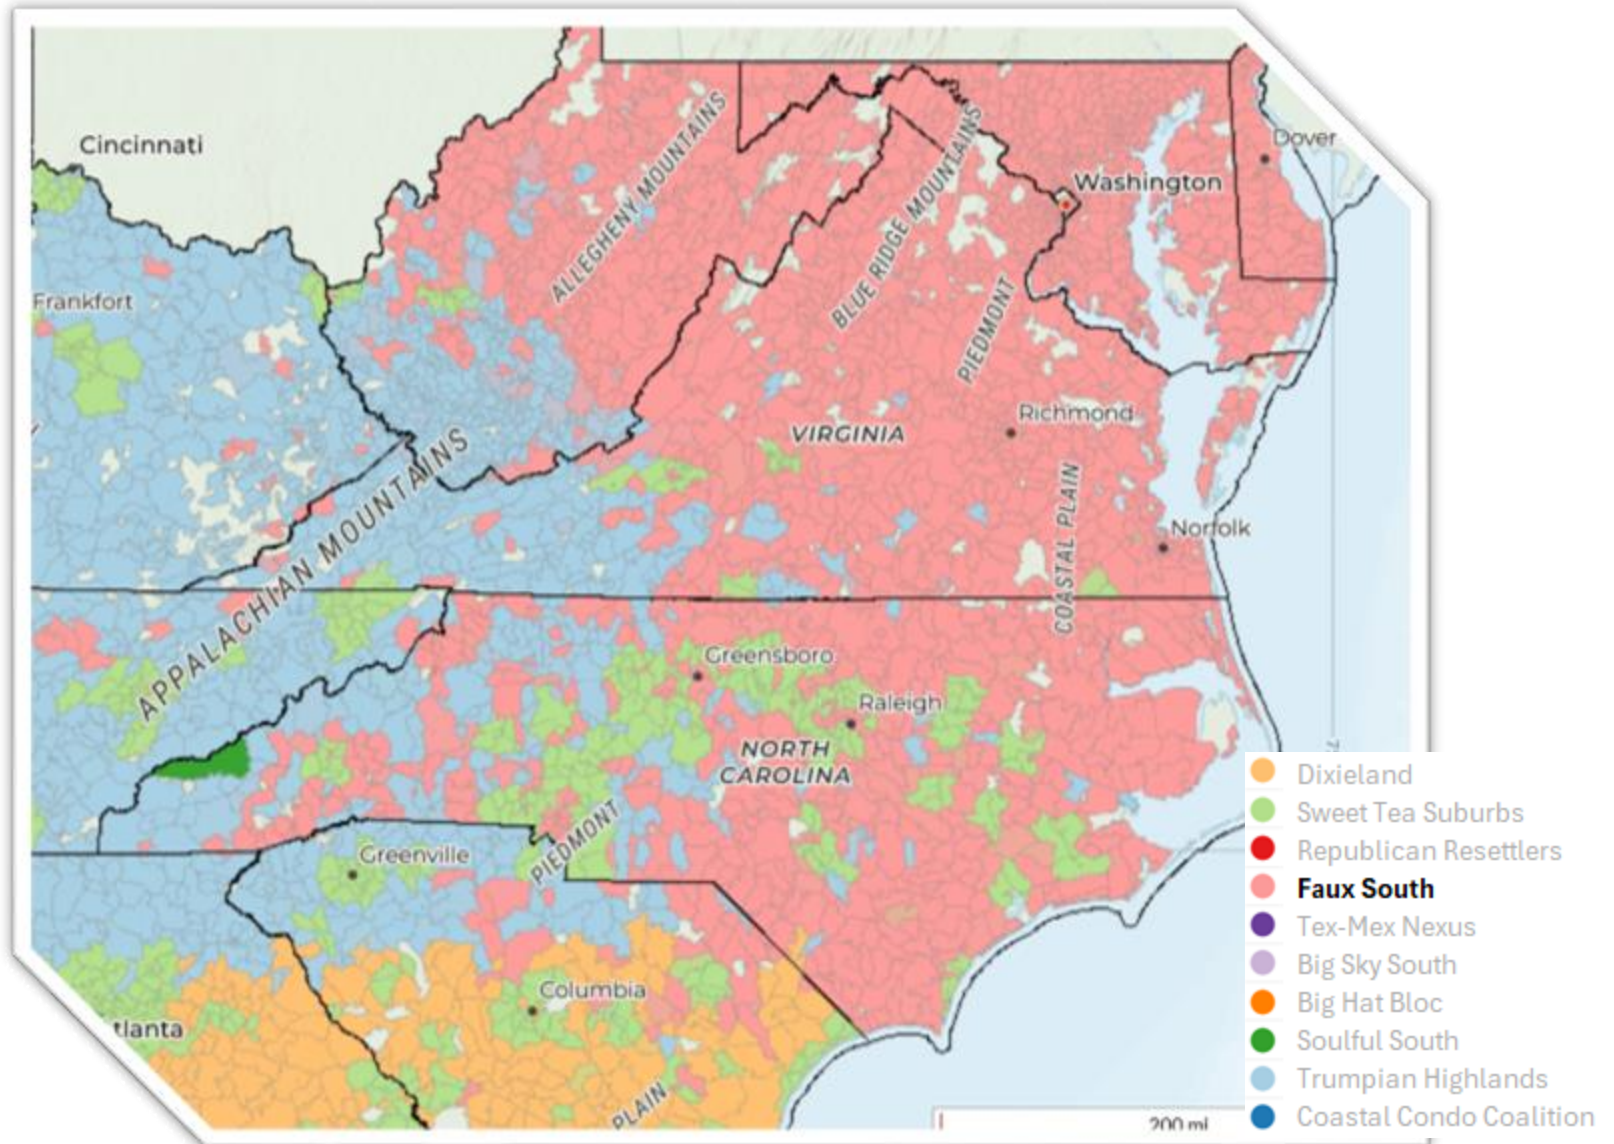 Cincinnati
Dover
ALLEGHENY MOUNTAINS
BLUE RIDGE MOUNTAINS
Washington
Frankfort
PIEDMONT
Richmond
VIRGINIA
APPALACHIAN MOUNTAINS
COASTAL PLAIN
Norfolk
Greensboro
Raleigh
NORTH
CAROLINA
PIEDMONT
Greenville
Columbia
tlanta
PLAIN
200 mi
Dixieland
Sweet Tea Suburbs
Republican Resettlers
Faux South
Tex-Mex Nexus
Big Sky South
Big Hat Bloc
Soulful South
Trumpian Highlands
Coastal Condo Coalition